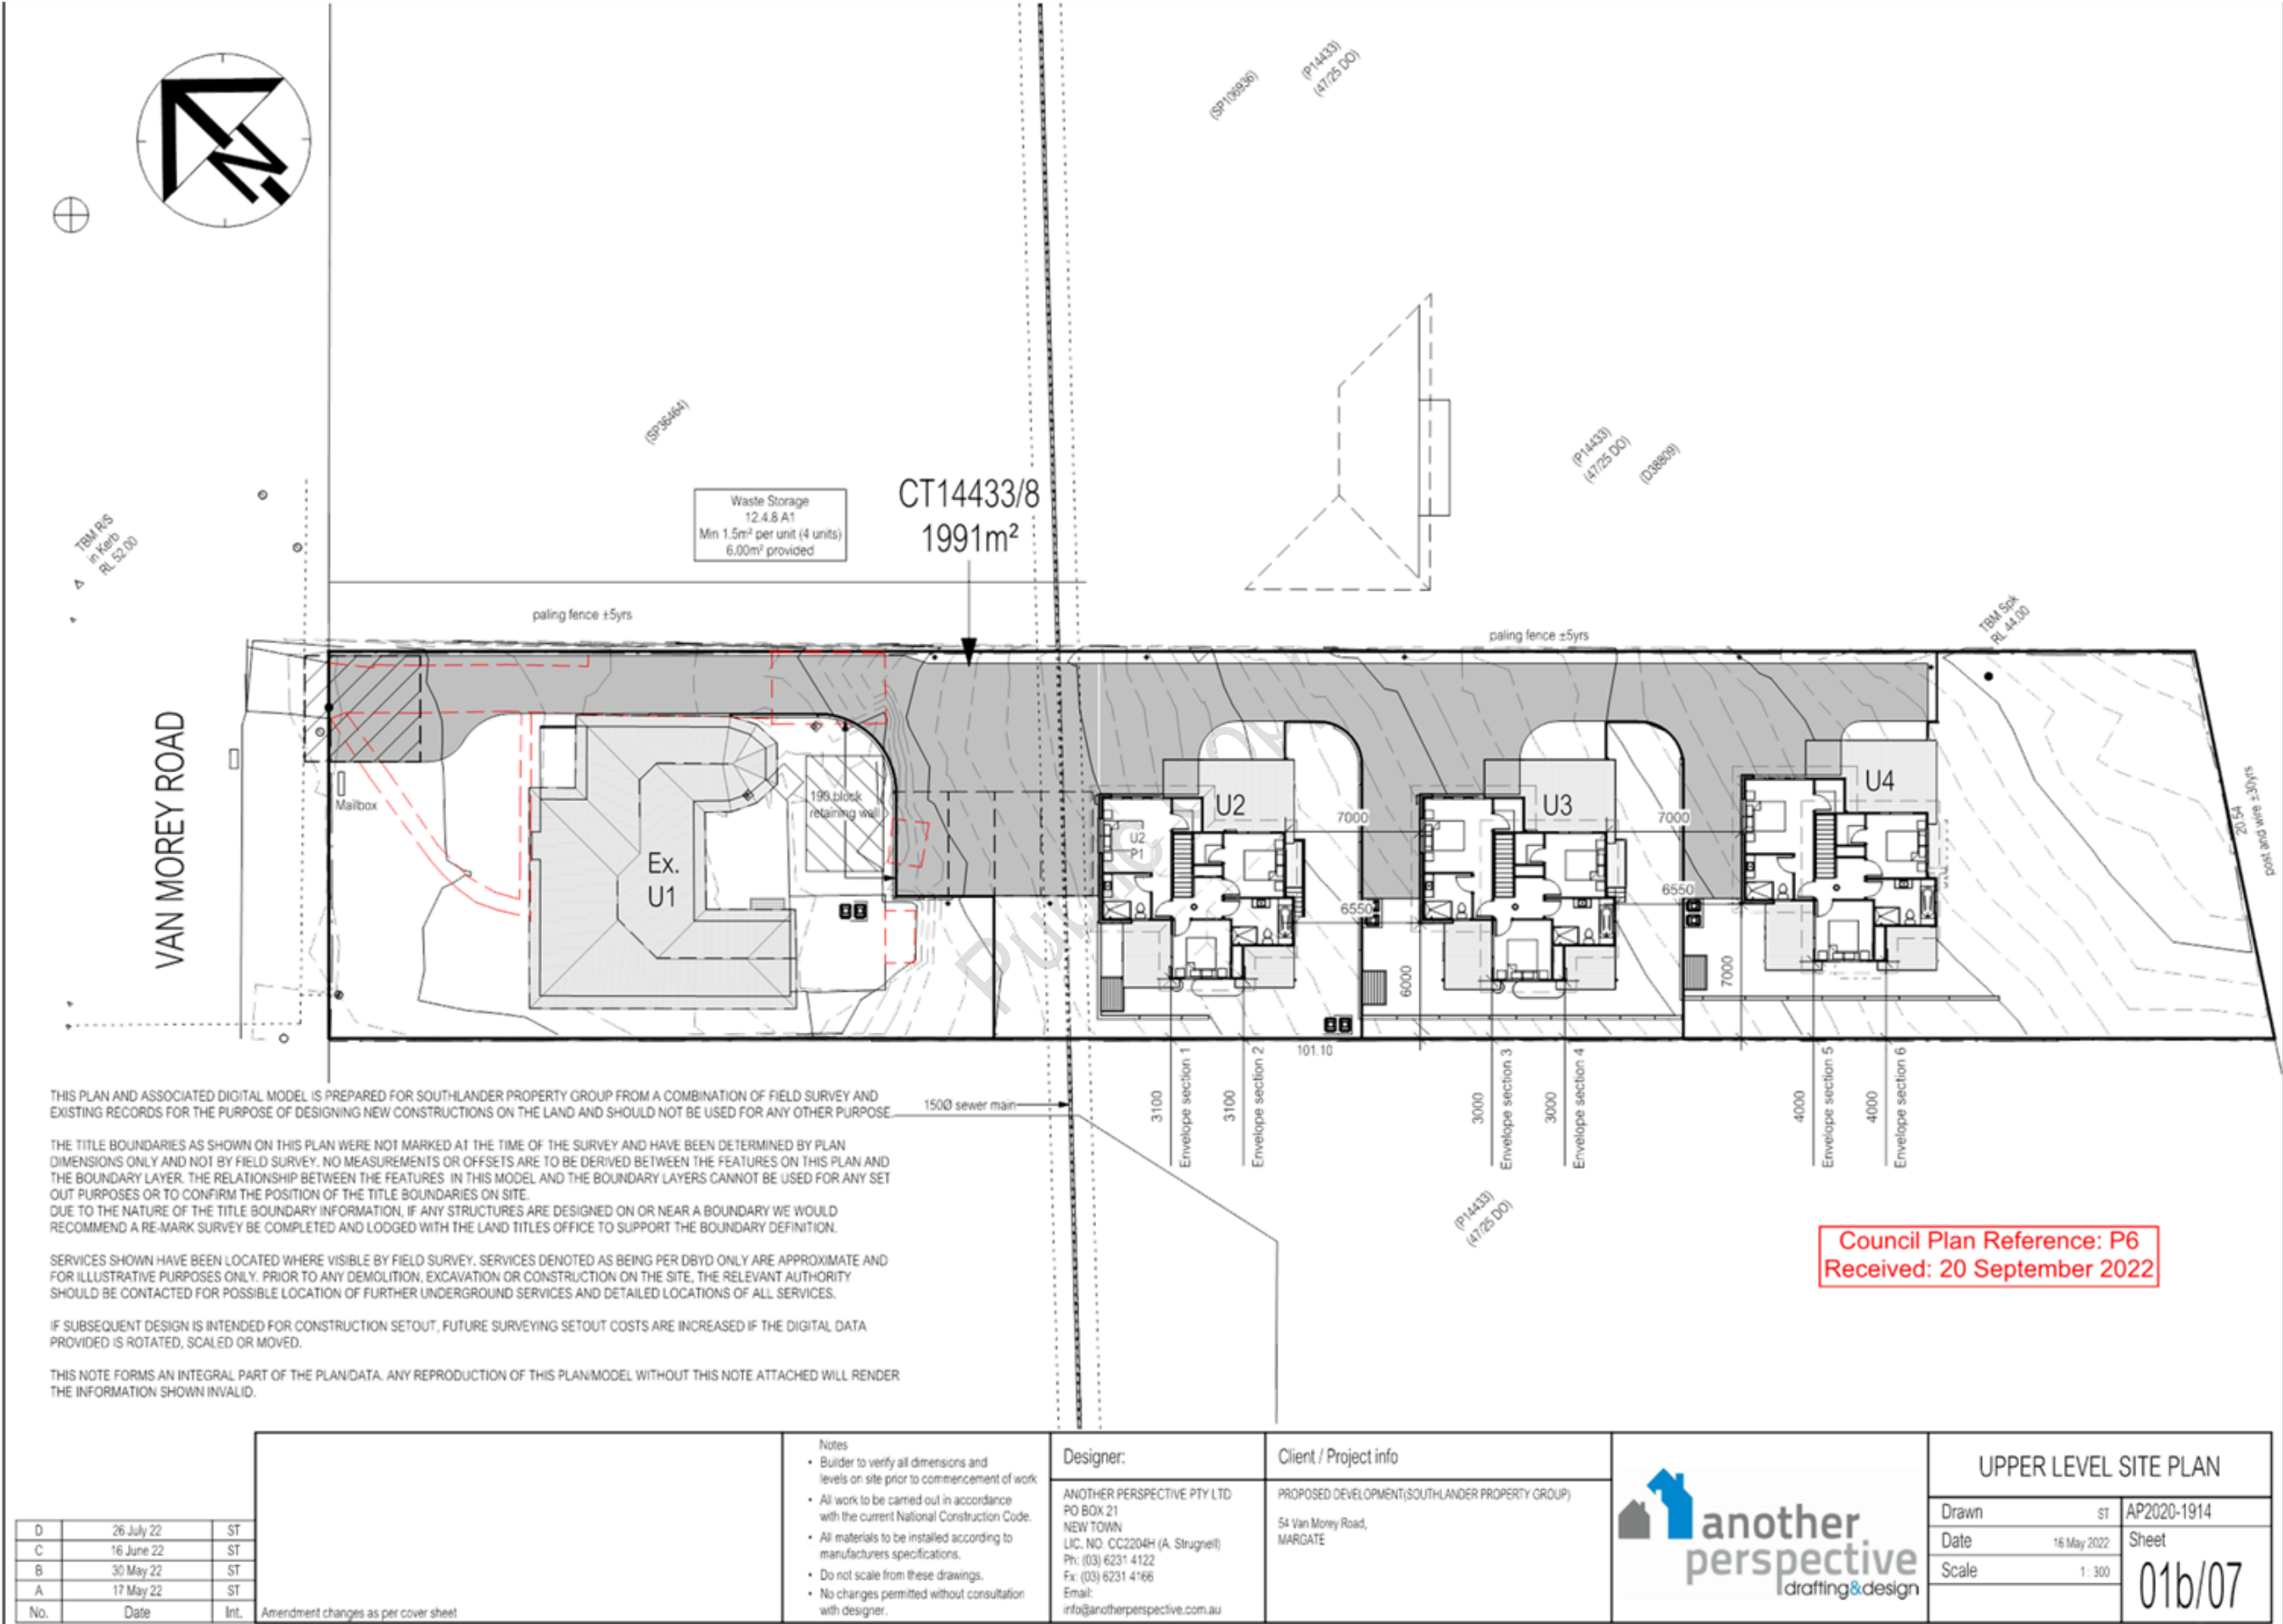 (SP106936)
(P14433)
(47/25 DO)
(SP36464)
(P14433)
(47/25 DO)
(D38809)
Waste Storage
12.4.8 A1
Min 1.5m² per unit (4 units)
6.00m² provided
CT14433/8
1991m²
TBM R/S
in Kerb
RL 52.00
paling fence ±5yrs
paling fence ±5yrs
TBM Spk
RL 44.00
VAN MOREY ROAD
Mailbox
Ex.
U1
190 block
retaining wall
U2
U2
P1
U3
U4
7000
7000
6550
6550
6000
7000
20.54
post and wire ±30yrs
101.10
3100
Envelope section 1
3100
Envelope section 2
3000
Envelope section 3
3000
Envelope section 4
4000
Envelope section 5
4000
Envelope section 6
150Ø sewer main
(P14433)
(47/25 DO)
THIS PLAN AND ASSOCIATED DIGITAL MODEL IS PREPARED FOR SOUTHLANDER PROPERTY GROUP FROM A COMBINATION OF FIELD SURVEY AND
EXISTING RECORDS FOR THE PURPOSE OF DESIGNING NEW CONSTRUCTIONS ON THE LAND AND SHOULD NOT BE USED FOR ANY OTHER PURPOSE.
THE TITLE BOUNDARIES AS SHOWN ON THIS PLAN WERE NOT MARKED AT THE TIME OF THE SURVEY AND HAVE BEEN DETERMINED BY PLAN
DIMENSIONS ONLY AND NOT BY FIELD SURVEY. NO MEASUREMENTS OR OFFSETS ARE TO BE DERIVED BETWEEN THE FEATURES ON THIS PLAN AND
THE BOUNDARY LAYER. THE RELATIONSHIP BETWEEN THE FEATURES IN THIS MODEL AND THE BOUNDARY LAYERS CANNOT BE USED FOR ANY SET
OUT PURPOSES OR TO CONFIRM THE POSITION OF THE TITLE BOUNDARIES ON SITE.
DUE TO THE NATURE OF THE TITLE BOUNDARY INFORMATION, IF ANY STRUCTURES ARE DESIGNED ON OR NEAR A BOUNDARY WE WOULD
RECOMMEND A RE-MARK SURVEY BE COMPLETED AND LODGED WITH THE LAND TITLES OFFICE TO SUPPORT THE BOUNDARY DEFINITION.
SERVICES SHOWN HAVE BEEN LOCATED WHERE VISIBLE BY FIELD SURVEY. SERVICES DENOTED AS BEING PER DBYD ONLY ARE APPROXIMATE AND
FOR ILLUSTRATIVE PURPOSES ONLY. PRIOR TO ANY DEMOLITION, EXCAVATION OR CONSTRUCTION ON THE SITE, THE RELEVANT AUTHORITY
SHOULD BE CONTACTED FOR POSSIBLE LOCATION OF FURTHER UNDERGROUND SERVICES AND DETAILED LOCATIONS OF ALL SERVICES.
IF SUBSEQUENT DESIGN IS INTENDED FOR CONSTRUCTION SETOUT, FUTURE SURVEYING SETOUT COSTS ARE INCREASED IF THE DIGITAL DATA
PROVIDED IS ROTATED, SCALED OR MOVED.
THIS NOTE FORMS AN INTEGRAL PART OF THE PLAN/DATA. ANY REPRODUCTION OF THIS PLAN/MODEL WITHOUT THIS NOTE ATTACHED WILL RENDER
THE INFORMATION SHOWN INVALID.
Council Plan Reference: P6
Received: 20 September 2022
D 26 July 22 ST
C 16 June 22 ST
B 30 May 22 ST
A 17 May 22 ST
No. Date Int. Amendment changes as per cover sheet
Notes
• Builder to verify all dimensions and
levels on site prior to commencement of work
• All work to be carried out in accordance
with the current National Construction Code.
• All materials to be installed according to
manufacturers specifications.
• Do not scale from these drawings.
• No changes permitted without consultation
with designer.
Designer:
ANOTHER PERSPECTIVE PTY LTD
PO BOX 21
NEW TOWN
LIC. NO. CC2204H (A. Strugnell)
Ph: (03) 6231 4122
Fx: (03) 6231 4166
Email:
info@anotherperspective.com.au
Client / Project info
PROPOSED DEVELOPMENT(SOUTHLANDER PROPERTY GROUP)
54 Van Morey Road,
MARGATE
another
perspective
drafting&design
UPPER LEVEL SITE PLAN
Drawn ST AP2020-1914
Date 16 May 2022 Sheet
Scale 1 : 300
01b/07